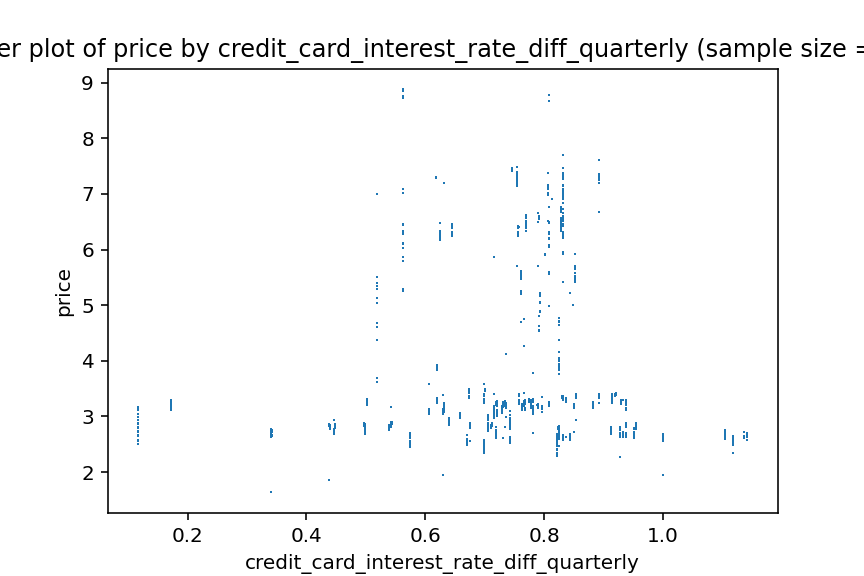 plot of price by credit_card_interest_rate_diff_quarterly (sample size =
9
8
7
6
5
4
3
2
price
0.2 0.4 0.6 0.8 1.0
credit_card_interest_rate_diff_quarterly